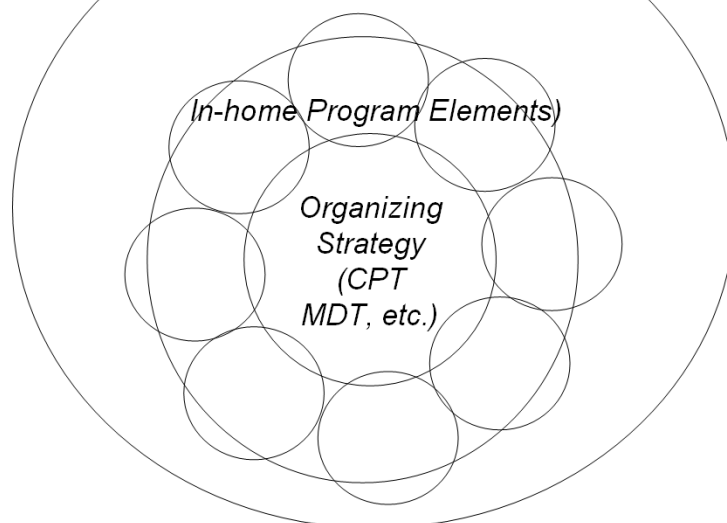 In-home Program Elements)
Organizing
Strategy
(CPT
MDT, etc.)